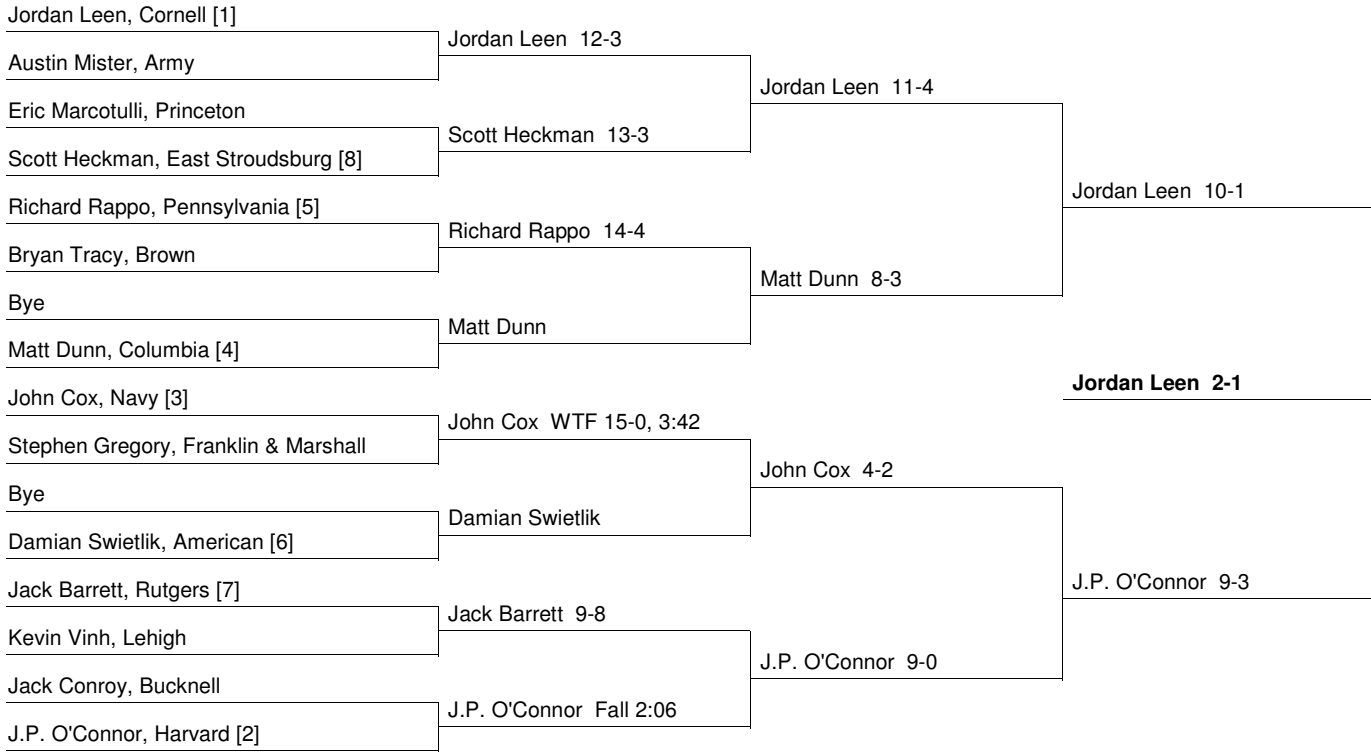 Jordan Leen, Cornell [1]
Austin Mister, Army
Eric Marcotulli, Princeton
Scott Heckman, East Stroudsburg [8]
Richard Rappo, Pennsylvania [5]
Bryan Tracy, Brown
Bye
Matt Dunn, Columbia [4]
John Cox, Navy [3]
Stephen Gregory, Franklin & Marshall
Bye
Damian Swietlik, American [6]
Jack Barrett, Rutgers [7]
Kevin Vinh, Lehigh
Jack Conroy, Bucknell
J.P. O'Connor, Harvard [2]
Jordan Leen 12-3
Scott Heckman 13-3
Richard Rappo 14-4
Matt Dunn
John Cox WTF 15-0, 3:42
Damian Swietlik
Jack Barrett 9-8
J.P. O'Connor Fall 2:06
Jordan Leen 11-4
Matt Dunn 8-3
John Cox 4-2
J.P. O'Connor 9-0
Jordan Leen 10-1
J.P. O'Connor 9-3
Jordan Leen 2-1